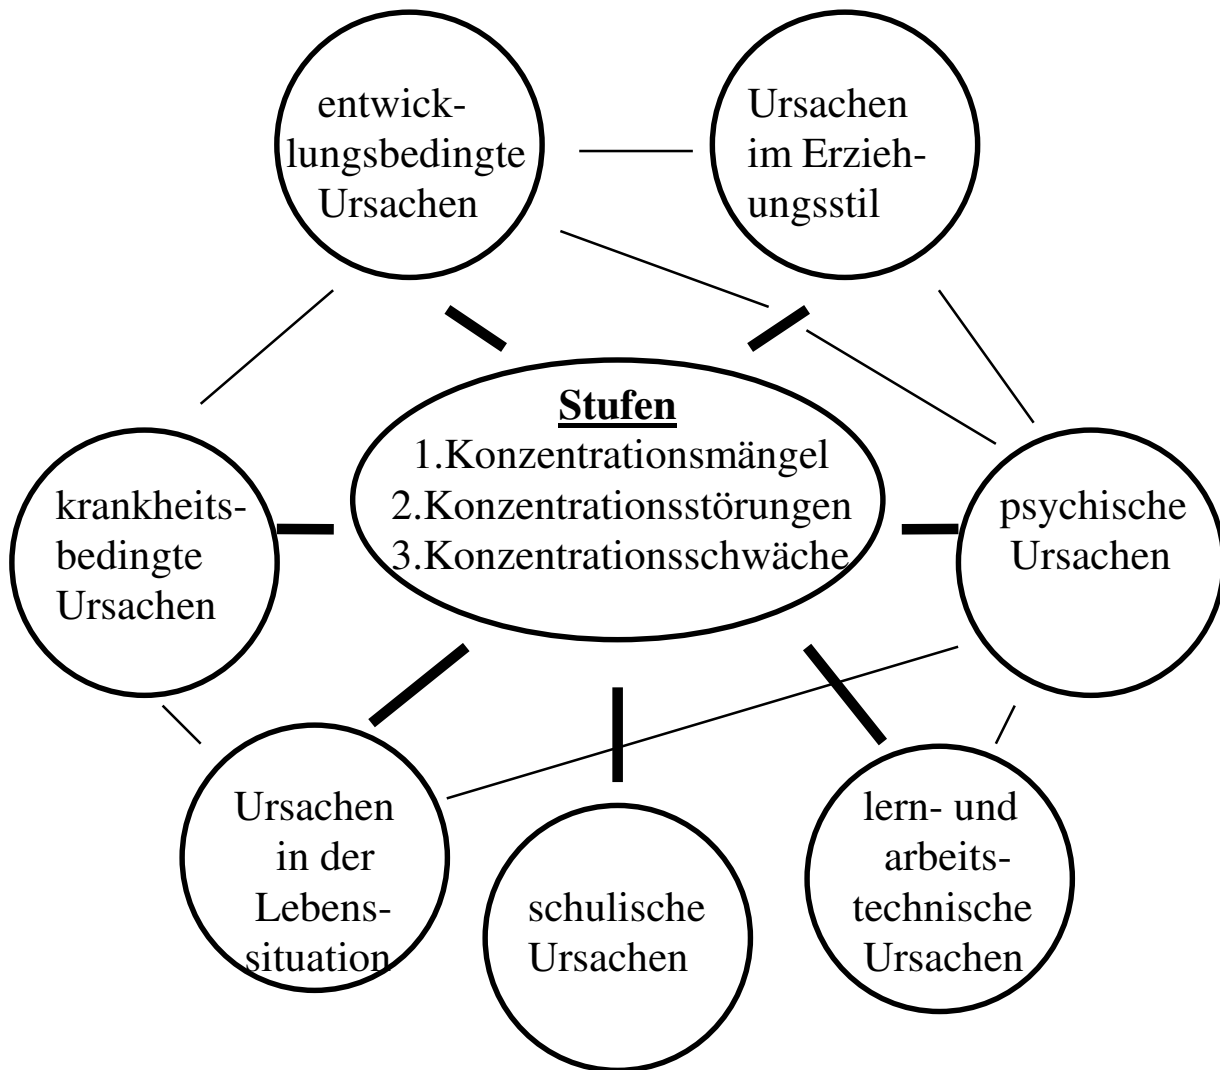 entwick-
lungsbedingte
Ursachen
Ursachen
im Erzieh-
ungsstil
Stufen
1.Konzentrationsmängel
2.Konzentrationsstörungen
3.Konzentrationsschwäche
krankheits-
bedingte
Ursachen
psychische
Ursachen
Ursachen
in der
Lebens-
situation
schulische
Ursachen
lern- und
arbeits-
technische
Ursachen